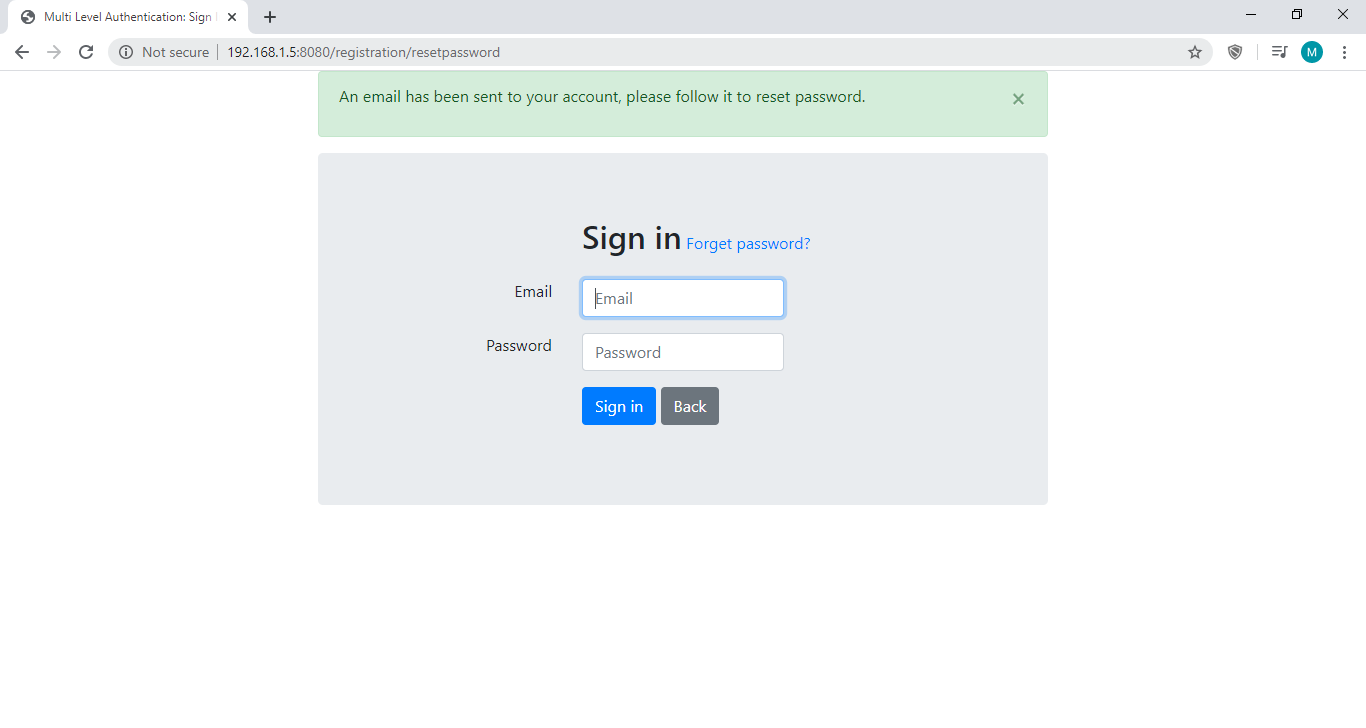 Multi Level Authentication: Sign
Not secure 192.168.1.5:8080/registration/resetpassword
M
An email has been sent to your account, please follow it to reset password.
×
Sign in Forget password?
Email
Email
Password
Password
Sign in
Back